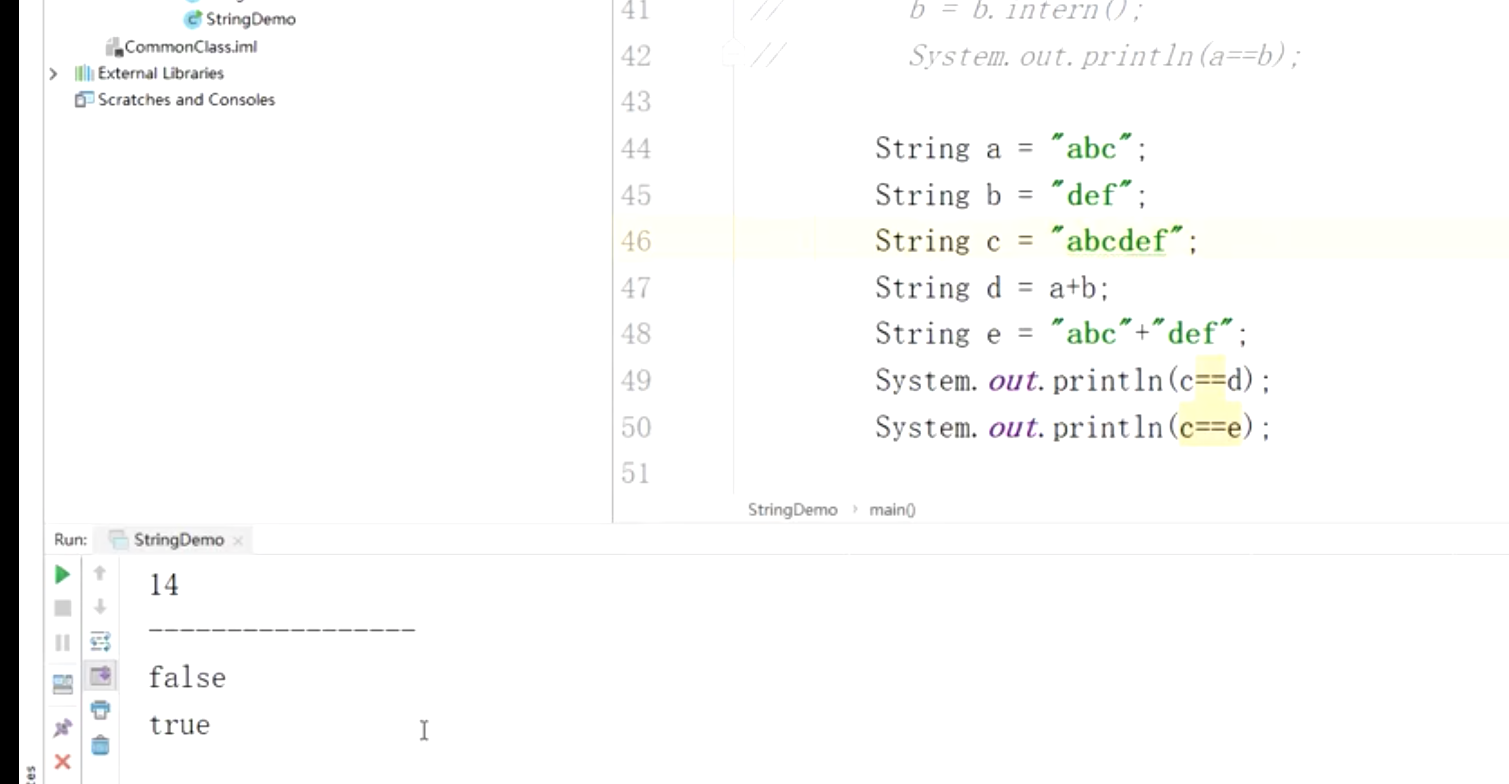 StringDemo
CommonClass.iml
External Libraries
Scratches and Consoles
41 // b = b.intern();
42 // System.out.println(a==b);
43
44 String a = "abc";
45 String b = "def";
46 String c = "abcdef";
47 String d = a+b;
48 String e = "abc"+"def";
49 System.out.println(c==d);
50 System.out.println(c==e);
51
StringDemo › main()
Run: StringDemo ×
14
-----------------
false
true